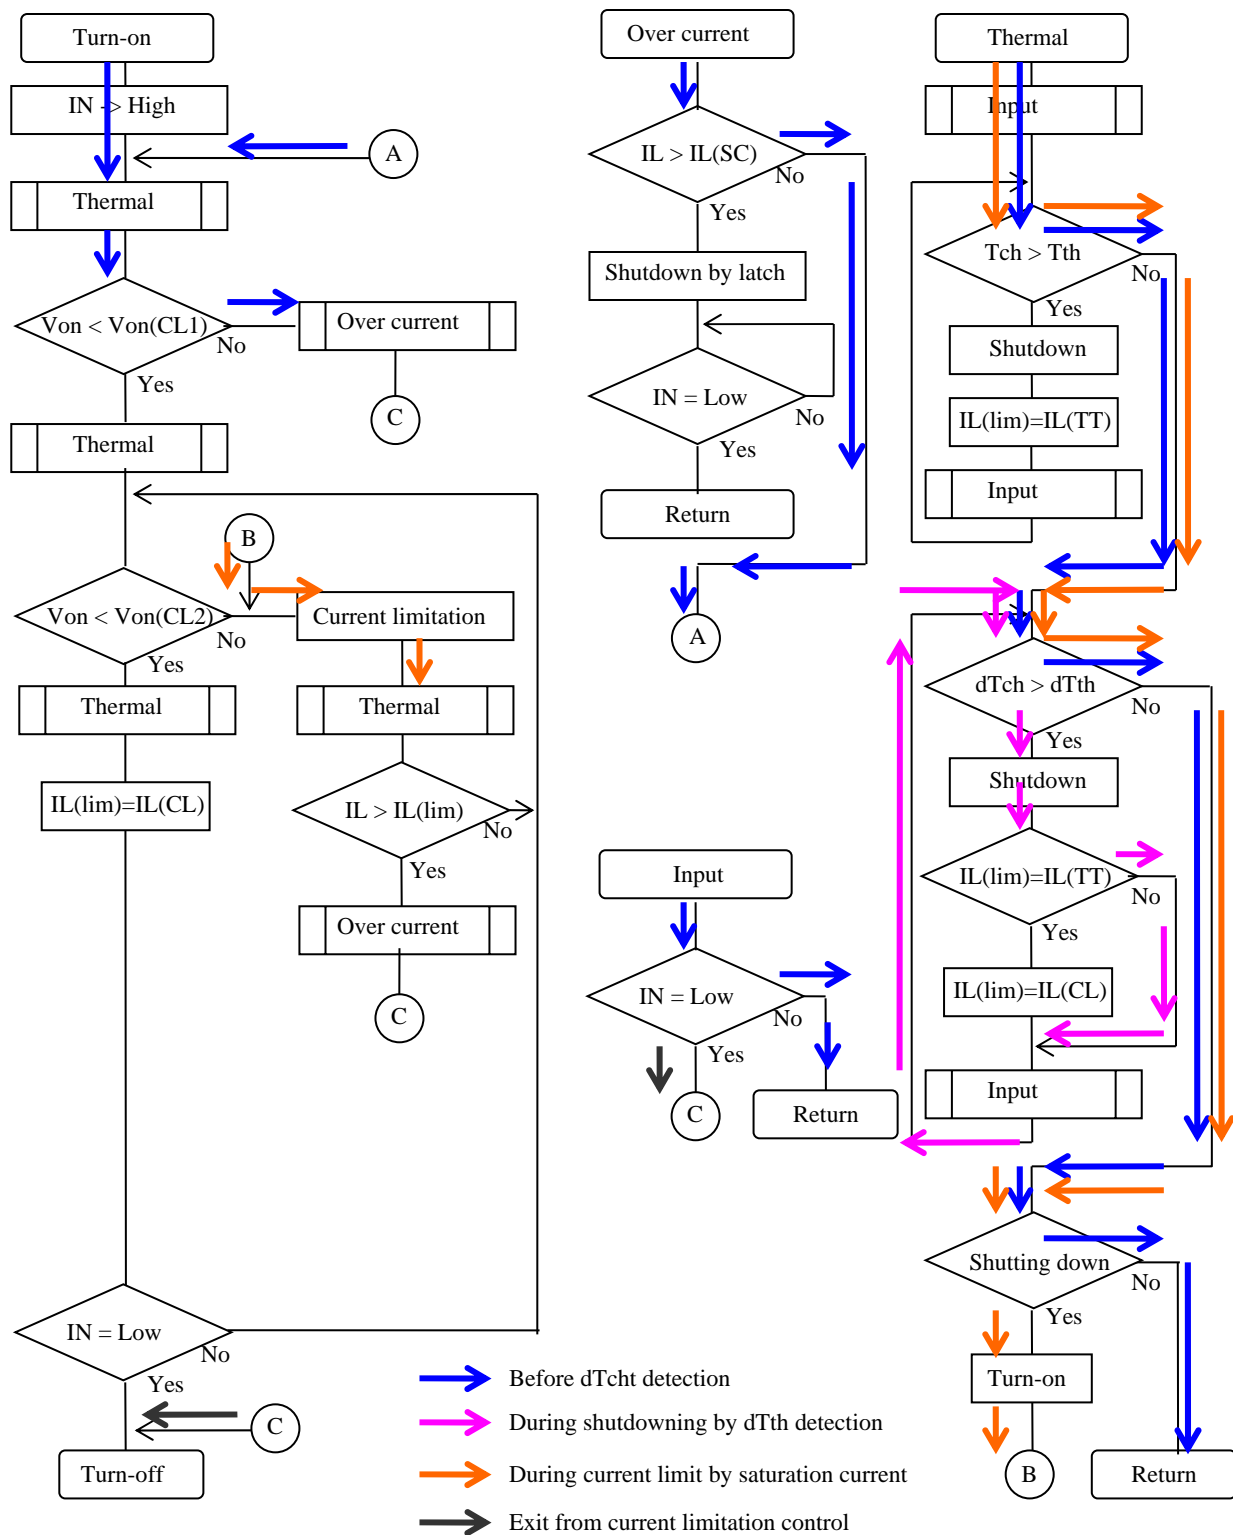 Turn-on
IN -> High
A
Thermal
Von < Von(CL1)
No
Yes
Over current
C
Thermal
B
Von < Von(CL2)
No
Yes
Current limitation
Thermal
Thermal
IL(lim)=IL(CL)
IL > IL(lim)
No
Yes
Over current
C
IN = Low
No
Yes
C
Turn-off
Over current
IL > IL(SC)
No
Yes
Shutdown by latch
IN = Low
No
Yes
Return
A
Input
IN = Low
No
Yes
C
Return
Thermal
Input
Tch > Tth
No
Yes
Shutdown
IL(lim)=IL(TT)
Input
dTch > dTth
No
Yes
Shutdown
IL(lim)=IL(TT)
No
Yes
IL(lim)=IL(CL)
Input
Shutting down
No
Yes
Turn-on
B
Return
Before dTcht detection
During shutdowning by dTth detection
During current limit by saturation current
Exit from current limitation control